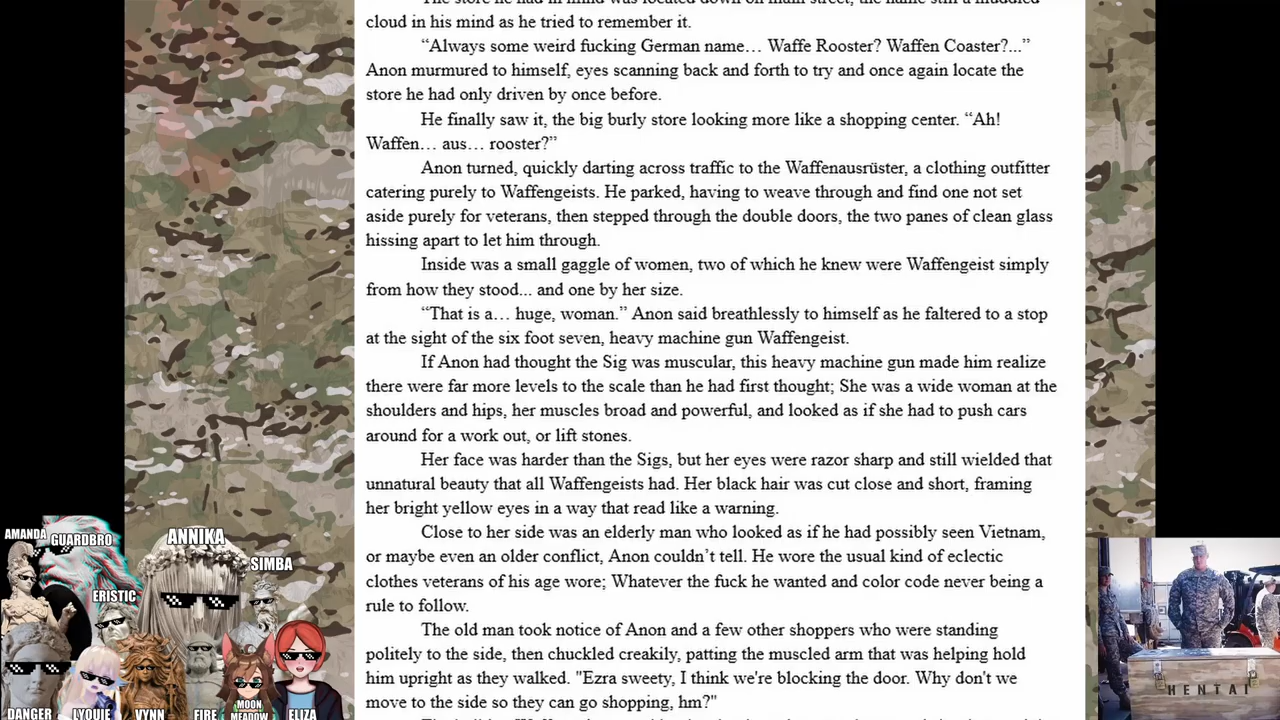 The store he had in mind was located down on main street, the name still a muddled
cloud in his mind as he tried to remember it.
“Always some weird fucking German name… Waffe Rooster? Waffen Coaster?...”
Anon murmured to himself, eyes scanning back and forth to try and once again locate the
store he had only driven by once before.
He finally saw it, the big burly store looking more like a shopping center. “Ah!
Waffen… aus… rooster?”
Anon turned, quickly darting across traffic to the Waffenausrüster, a clothing outfitter
catering purely to Waffengeists. He parked, having to weave through and find one not set
aside purely for veterans, then stepped through the double doors, the two panes of clean glass
hissing apart to let him through.
Inside was a small gaggle of women, two of which he knew were Waffengeist simply
from how they stood... and one by her size.
“That is a… huge, woman.” Anon said breathlessly to himself as he faltered to a stop
at the sight of the six foot seven, heavy machine gun Waffengeist.
If Anon had thought the Sig was muscular, this heavy machine gun made him realize
there were far more levels to the scale than he had first thought; She was a wide woman at the
shoulders and hips, her muscles broad and powerful, and looked as if she had to push cars
around for a work out, or lift stones.
Her face was harder than the Sigs, but her eyes were razor sharp and still wielded that
unnatural beauty that all Waffengeists had. Her black hair was cut close and short, framing
her bright yellow eyes in a way that read like a warning.
Close to her side was an elderly man who looked as if he had possibly seen Vietnam,
or maybe even an older conflict, Anon couldn’t tell. He wore the usual kind of eclectic
clothes veterans of his age wore; Whatever the fuck he wanted and color code never being a
rule to follow.
The old man took notice of Anon and a few other shoppers who were standing
politely to the side, then chuckled creakily, patting the muscled arm that was helping hold
him upright as they walked. "Ezra sweety, I think we're blocking the door. Why don't we
move to the side so they can go shopping, hm?"
AMANDA
GUARDBRO
ANNIKA
SIMBA
ERISTIC
DANGER
LYQUIE
VYNN
FIRE
MOON
MEADOW
ELIZA
HENTAI